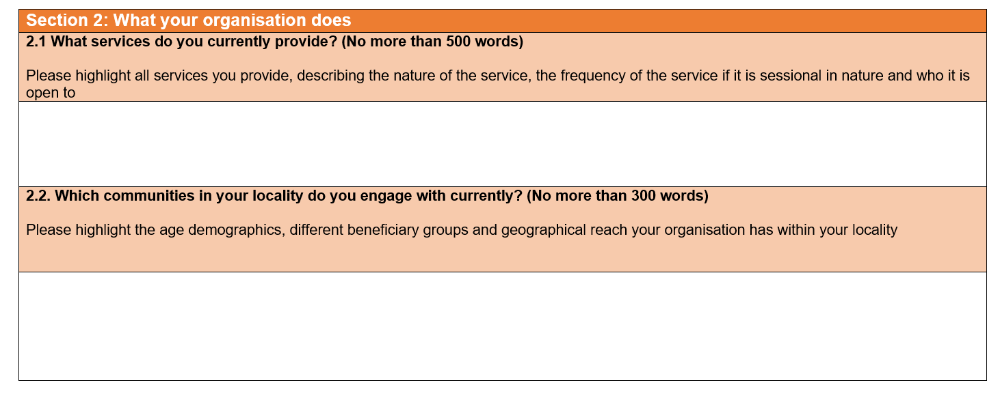 Section 2: What your organisation does
2.1 What services do you currently provide? (No more than 500 words)
Please highlight all services you provide, describing the nature of the service, the frequency of the service if it is sessional in nature and who it is
open to
2.2. Which communities in your locality do you engage with currently? (No more than 300 words)
Please highlight the age demographics, different beneficiary groups and geographical reach your organisation has within your locality